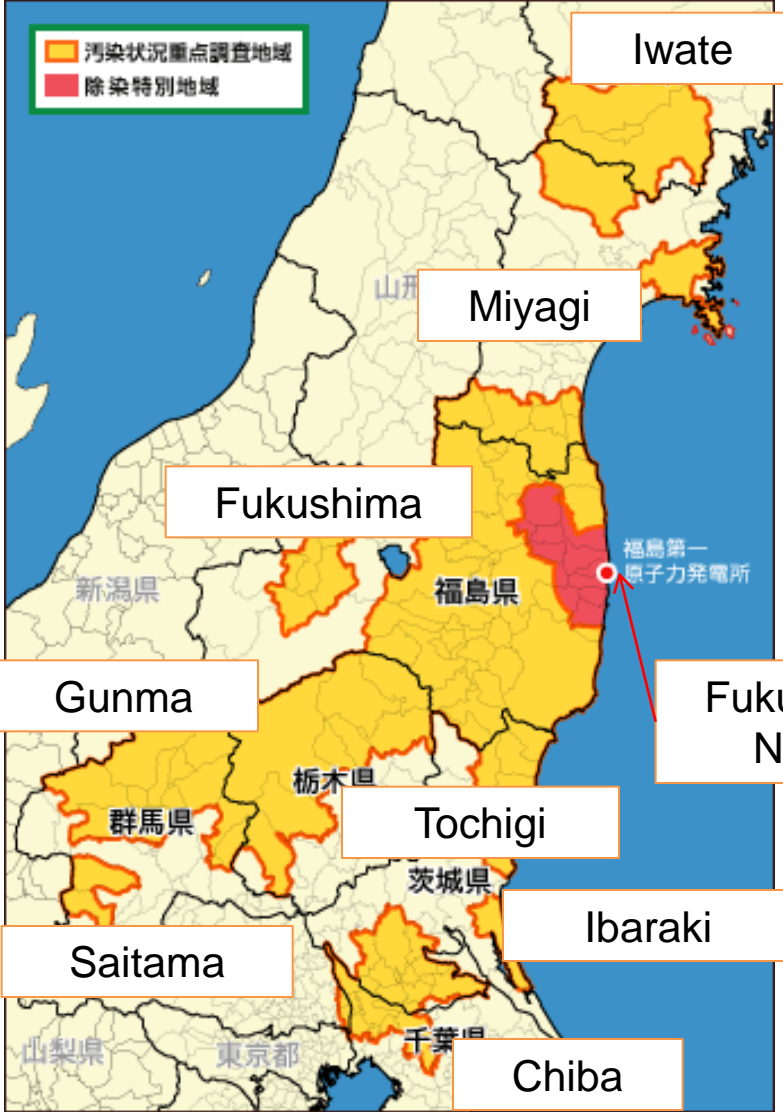 汚染状況重点調査地域
除染特別地域
Iwate
山形
Miyagi
Fukushima
福島第一
原子力発電所
新潟県
福島県
Gunma
Fuku
N
栃木県
群馬県
Tochigi
茨城県
Ibaraki
Saitama
千葉県
山梨県
東京都
Chiba